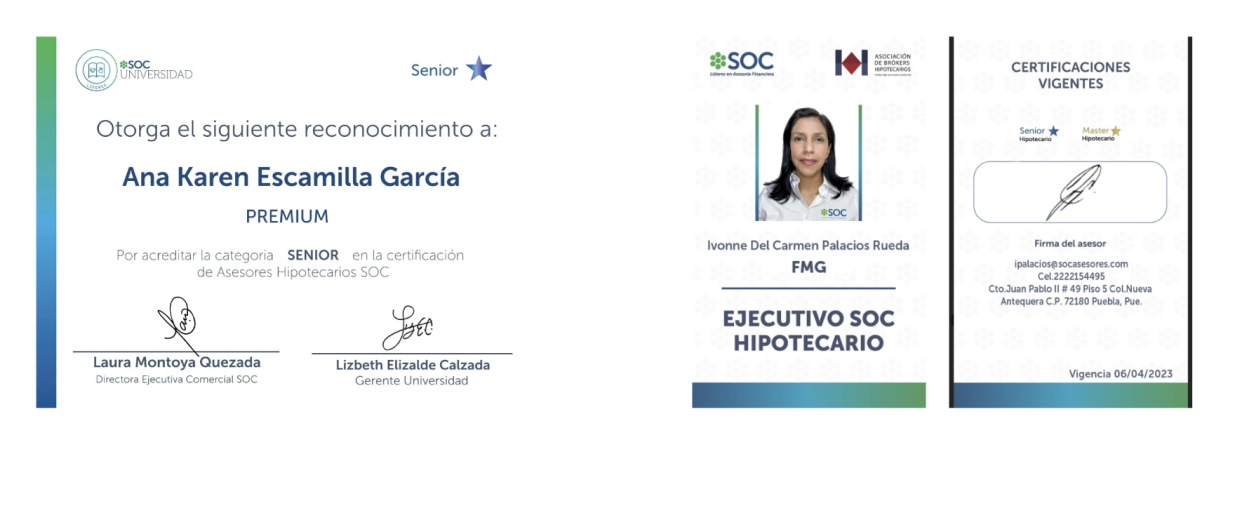 SOC
UNIVERSIDAD
LÍDERES
Senior
Otorga el siguiente reconocimiento a:
Ana Karen Escamilla García
PREMIUM
Por acreditar la categoria SENIOR en la certificación
de Asesores Hipotecarios SOC
Laura Montoya Quezada
Directora Ejecutiva Comercial SOC
Lizbeth Elizalde Calzada
Gerente Universidad
SOC
Líderes en Asesoría Financiera
ASOCIACIÓN
DE BRÓKERS
HIPOTECARIOS
SOC
Ivonne Del Carmen Palacios Rueda
FMG
EJECUTIVO SOC
HIPOTECARIO
CERTIFICACIONES
VIGENTES
Senior
Hipotecario
Master
Hipotecario
Firma del asesor
ipalacios@socasesores.com
Cel.2222154495
Cto.Juan Pablo II # 49 Piso 5 Col.Nueva
Antequera C.P. 72180 Puebla, Pue.
Vigencia 06/04/2023